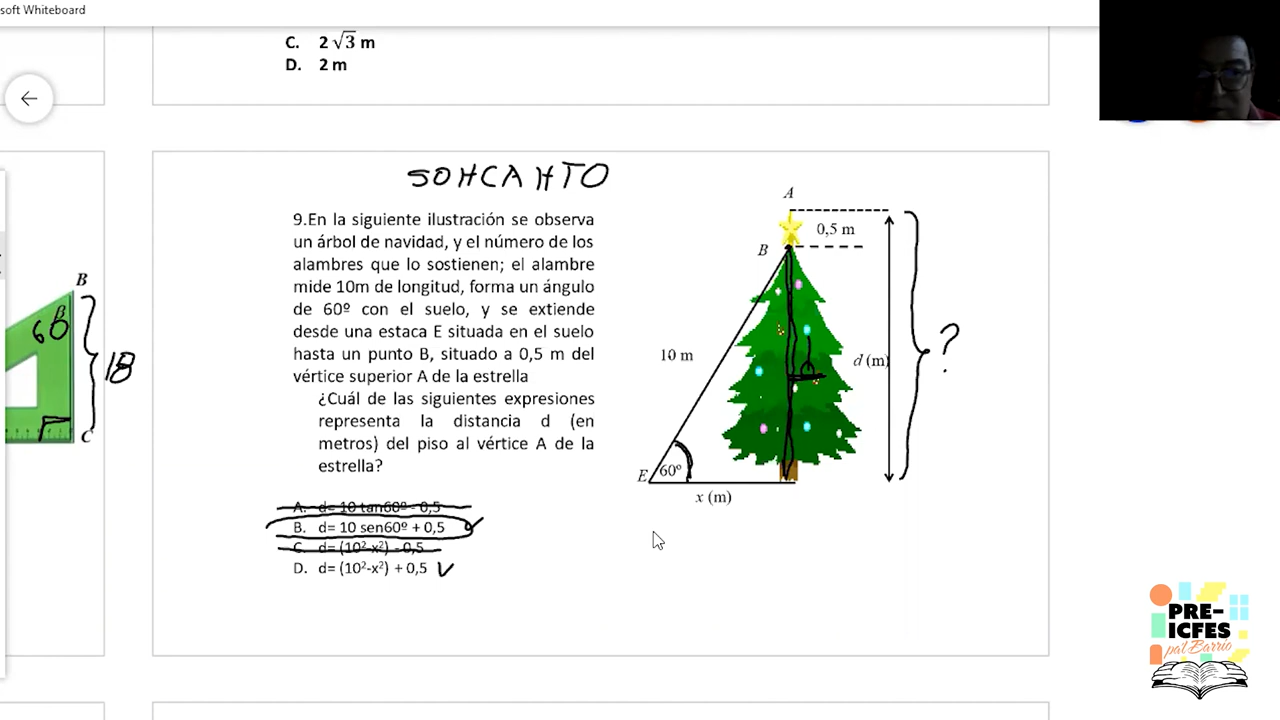 soft Whiteboard
C. 2 √3 m
D. 2 m
SOHCAHTO
9.En la siguiente ilustración se observa
un árbol de navidad, y el número de los
alambres que lo sostienen; el alambre
mide 10m de longitud, forma un ángulo
de 60º con el suelo, y se extiende
desde una estaca E situada en el suelo
hasta un punto B, situado a 0,5 m del
vértice superior A de la estrella
¿Cuál de las siguientes expresiones
representa la distancia d (en
metros) del piso al vértice A de la
estrella?
A. d= 10 tan60º - 0,5
B. d= 10 sen60º + 0,5
C. d= (10²-x²) - 0,5
D. d= (10²-x²) + 0,5
A
0,5 m
B
10 m
d (m)
?
E
60º
x (m)
B
18
C
PRE-
ICFES
pa'l Barrio